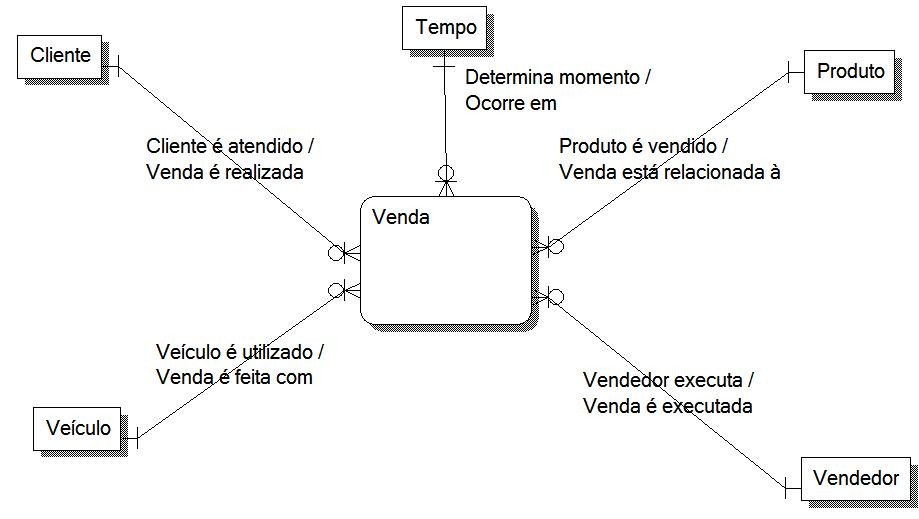 Tempo
Cliente
Produto
Determina momento /
Ocorre em
Cliente é atendido /
Venda é realizada
Produto é vendido /
Venda está relacionada à
Venda
Veículo é utilizado /
Venda é feita com
Vendedor executa /
Venda é executada
Veículo
Vendedor